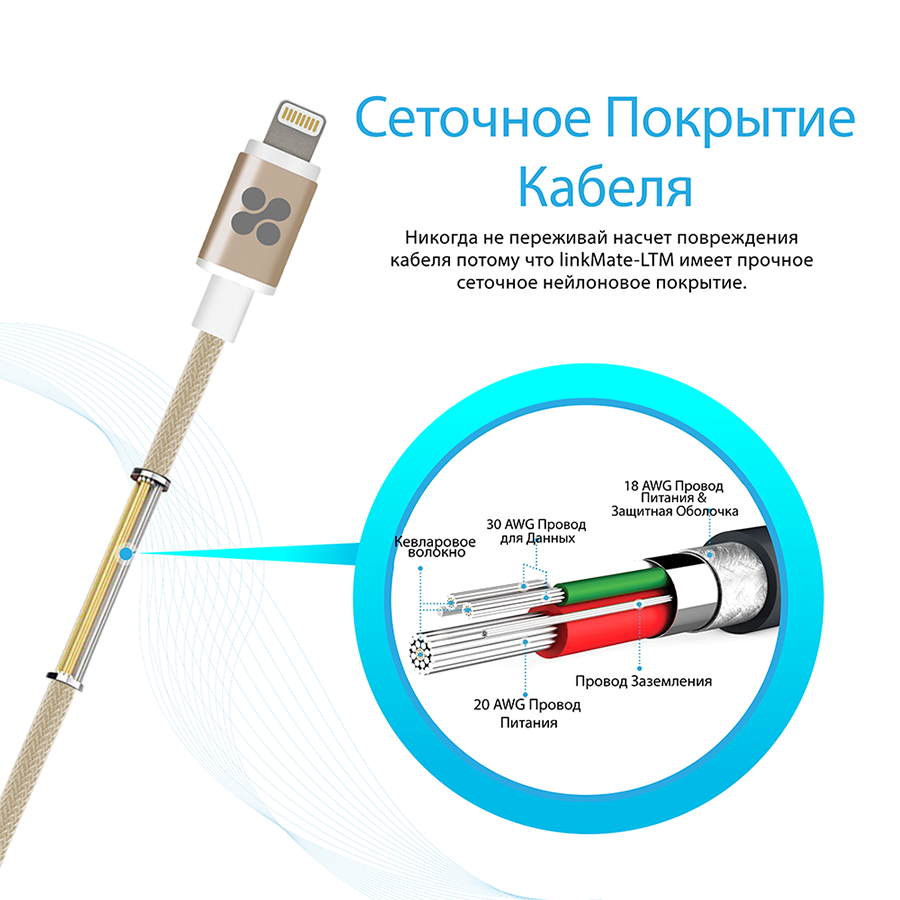 Сеточное Покрытие
Кабеля
Никогда не переживай насчет повреждения
кабеля потому что linkMate-LTM имеет прочное
сеточное нейлоновое покрытие.
18 AWG Провод
Питания &
Защитная Оболочка
30 AWG Провод
для Данных
Кевларовое
волокно
Провод Заземления
20 AWG Провод
Питания